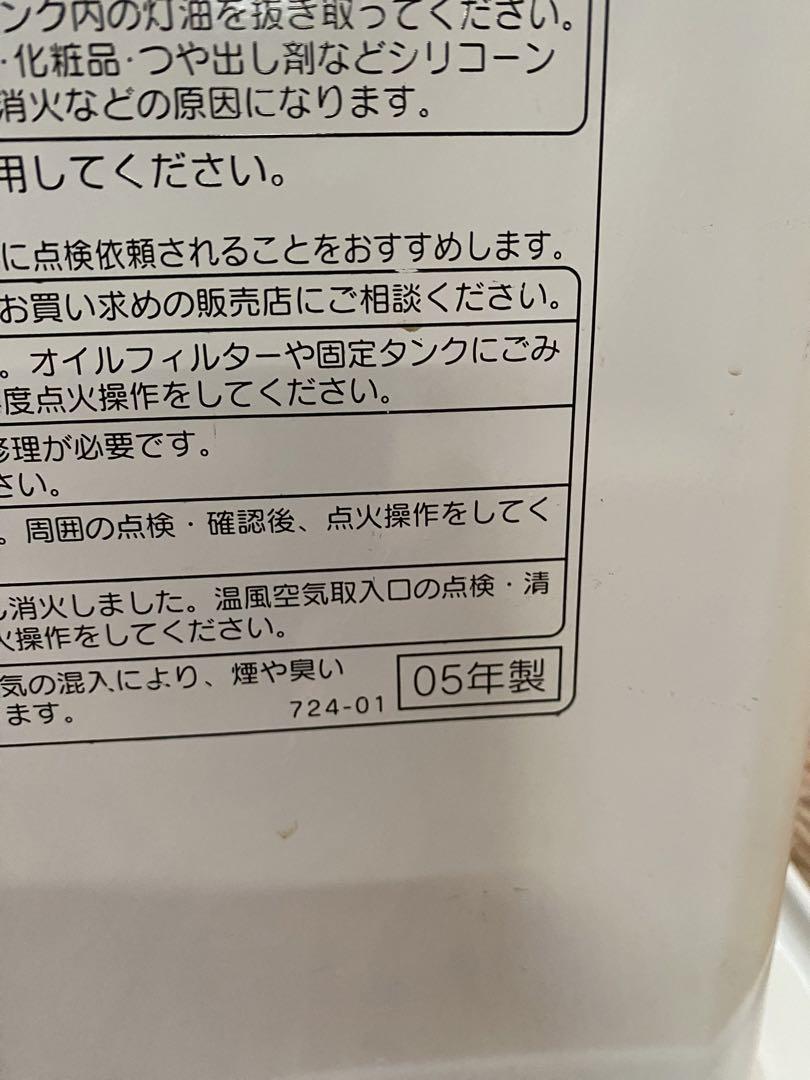 ンク内の灯油を抜き取ってください。
・化粧品・つや出し剤などシリコーン
消火などの原因になります。
用してください。
に点検依頼されることをおすすめします。
お買い求めの販売店にご相談ください。
。オイルフィルターや固定タンクにごみ
度点火操作をしてください。
修理が必要です。
さい。
。周囲の点検・確認後、点火操作をしてく
し消火しました。温風空気取入口の点検・清
火操作をしてください。
気の混入により、煙や臭い
ます。
724-01
05年製